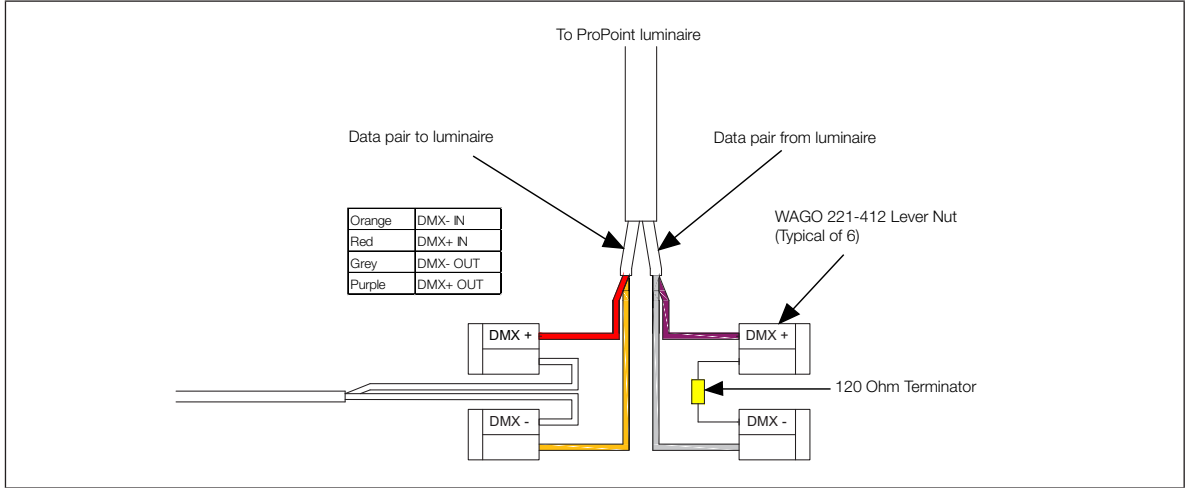 To ProPoint luminaire
Data pair to luminaire
Data pair from luminaire
Orange DMX- IN
Red DMX+ IN
Grey DMX- OUT
Purple DMX+ OUT
WAGO 221-412 Lever Nut
(Typical of 6)
DMX +
DMX +
120 Ohm Terminator
DMX -
DMX -